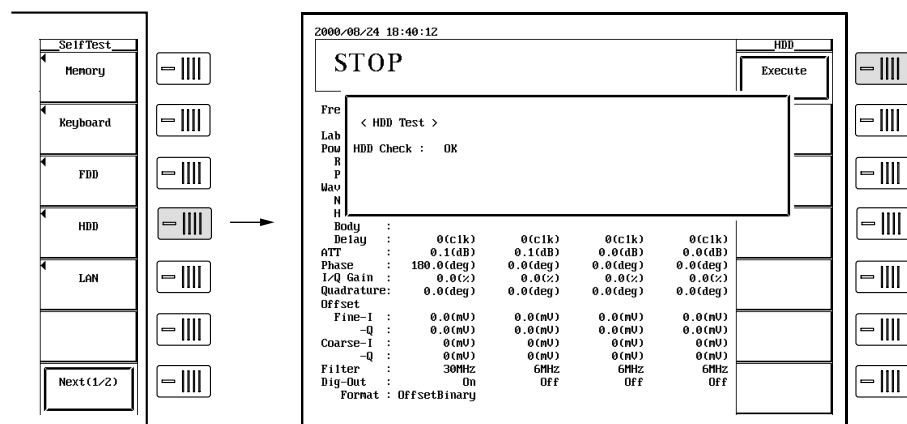 SelfTest
Memory
Keyboard
FDD
HDD
LAN
Next(1/2)
2000/08/24 18:40:12
STOP
HDD
Execute
< HDD Test >
HDD Check : OK
Fre
Lab
Pow
R
P
Wav
N
H
Body :
Delay : 0(clk) 0(clk) 0(clk) 0(clk)
ATT : 0.1(dB) 0.1(dB) 0.0(dB) 0.0(dB)
Phase : 180.0(deg) 0.0(deg) 0.0(deg) 0.0(deg)
I/Q Gain : 0.0(%) 0.0(%) 0.0(%) 0.0(%)
Quadrature: 0.0(deg) 0.0(deg) 0.0(deg) 0.0(deg)
Offset
Fine-I : 0.0(mV) 0.0(mV) 0.0(mV) 0.0(mV)
-Q : 0.0(mV) 0.0(mV) 0.0(mV) 0.0(mV)
Coarse-I : 0(mV) 0(mV) 0(mV) 0(mV)
-Q : 0(mV) 0(mV) 0(mV) 0(mV)
Filter : 30MHz 6MHz 6MHz 6MHz
Dig-Out : On Off Off Off
Format : OffsetBinary